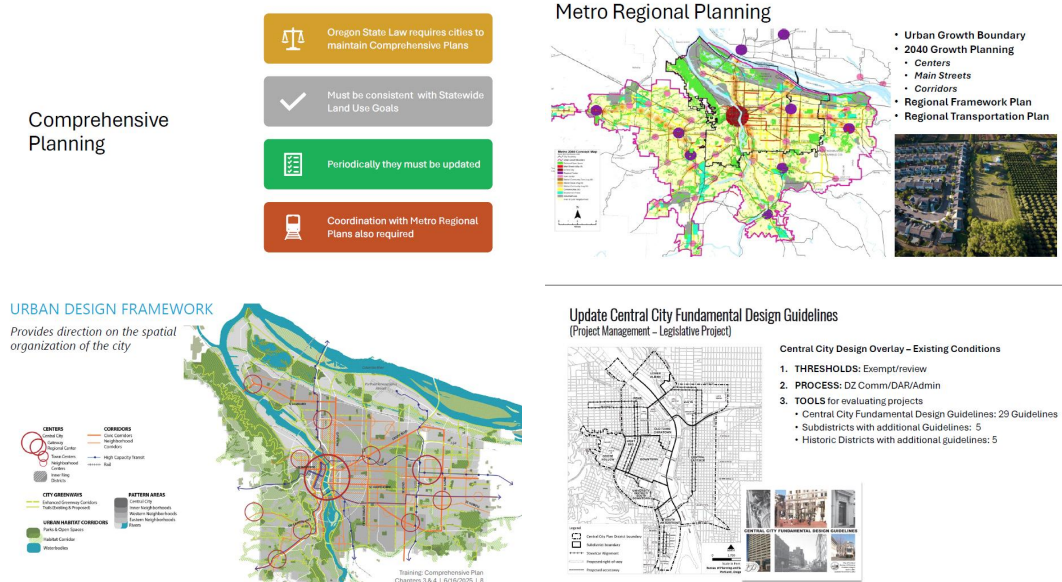 Comprehensive
Planning
Oregon State Law requires cities to
maintain Comprehensive Plans
Must be consistent with Statewide
Land Use Goals
Periodically they must be updated
Coordination with Metro Regional
Plans also required
Metro Regional Planning
• Urban Growth Boundary
• 2040 Growth Planning
• Centers
• Main Streets
• Corridors
• Regional Framework Plan
• Regional Transportation Plan
URBAN DESIGN FRAMEWORK
Provides direction on the spatial
organization of the city
CENTERS
Central City
Gateway
Regional Center
Town Centers
Neighborhood
Centers
Inner Ring
Districts
CORRIDORS
Civic Corridors
Neighborhood
Corridors
High Capacity Transit
Rail
CITY GREENWAYS
Enhanced Greenway Corridors
Trails (Existing & Proposed)
URBAN HABITAT CORRIDORS
Parks & Open Spaces
Habitat Corridor
Waterbodies
PATTERN AREAS
Central City
Inner Neighborhoods
Western Neighborhoods
Eastern Neighborhoods
Rivers
Training: Comprehensive Plan
Chapters 3 & 4 | 6/16/2025 | 8
Update Central City Fundamental Design Guidelines
(Project Management – Legislative Project)
Central City Design Overlay – Existing Conditions
1. THRESHOLDS: Exempt/review
2. PROCESS: DZ Comm/DAR/Admin
3. TOOLS for evaluating projects
• Central City Fundamental Design Guidelines: 29 Guidelines
• Subdistricts with additional Guidelines: 5
• Historic Districts with additional guidelines: 5
Central City Plan District boundary
Subdistrict boundary
CENTRAL CITY FUNDAMENTAL DESIGN GUIDELINES